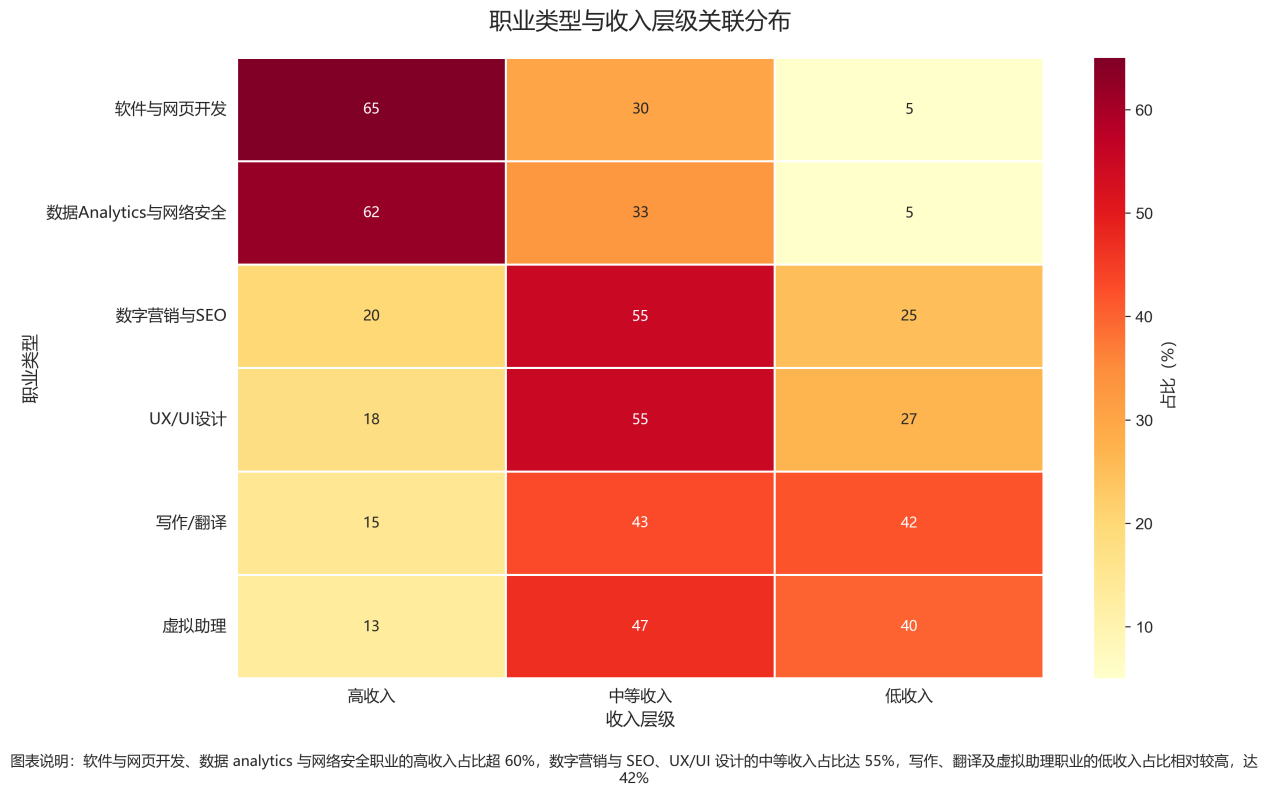 职业类型与收入层级关联分布
软件与网页开发 65 30 5
数据Analytics与网络安全 62 33 5
数字营销与SEO 20 55 25
UX/UI设计 18 55 27
写作/翻译 15 43 42
虚拟助理 13 47 40
职业类型
高收入 中等收入 低收入
收入层级
60
50
40
30
20
10
占比 (%)
图表说明：软件与网页开发、数据 analytics 与网络安全职业的高收入占比超 60%，数字营销与 SEO、UX/UI 设计的中等收入占比达 55%，写作、翻译及虚拟助理职业的低收入占比相对较高，达
42%